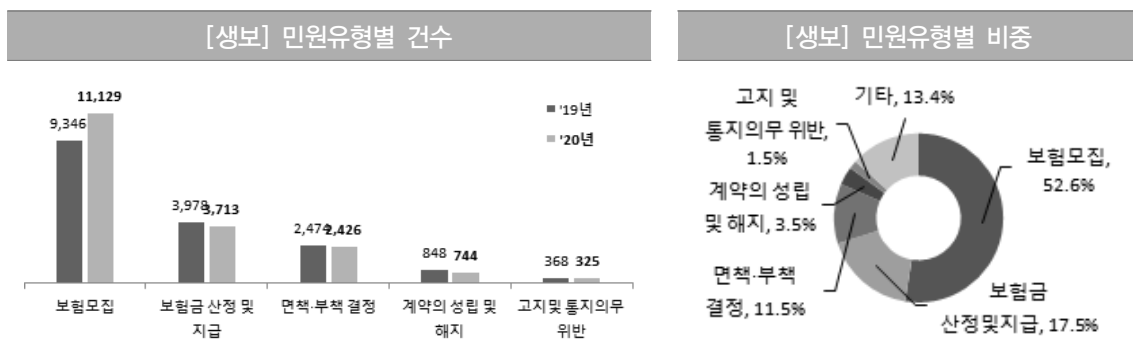 [생보] 민원유형별 건수
9,346
11,129
3,978
3,713
2,474
2,426
848
744
368
325
■ '19년
■ '20년
보험모집
보험금 산정 및
지급
면책·부책 결정
계약의 성립 및
해지
고지및 통지의무
위반
[생보] 민원유형별 비중
고지 및
통지의무 위반,
1.5%
기타, 13.4%
보험모집,
52.6%
계약의 성립
및 해지, 3.5%
면책·부책
결정, 11.5%
보험금
산정및지급, 17.5%